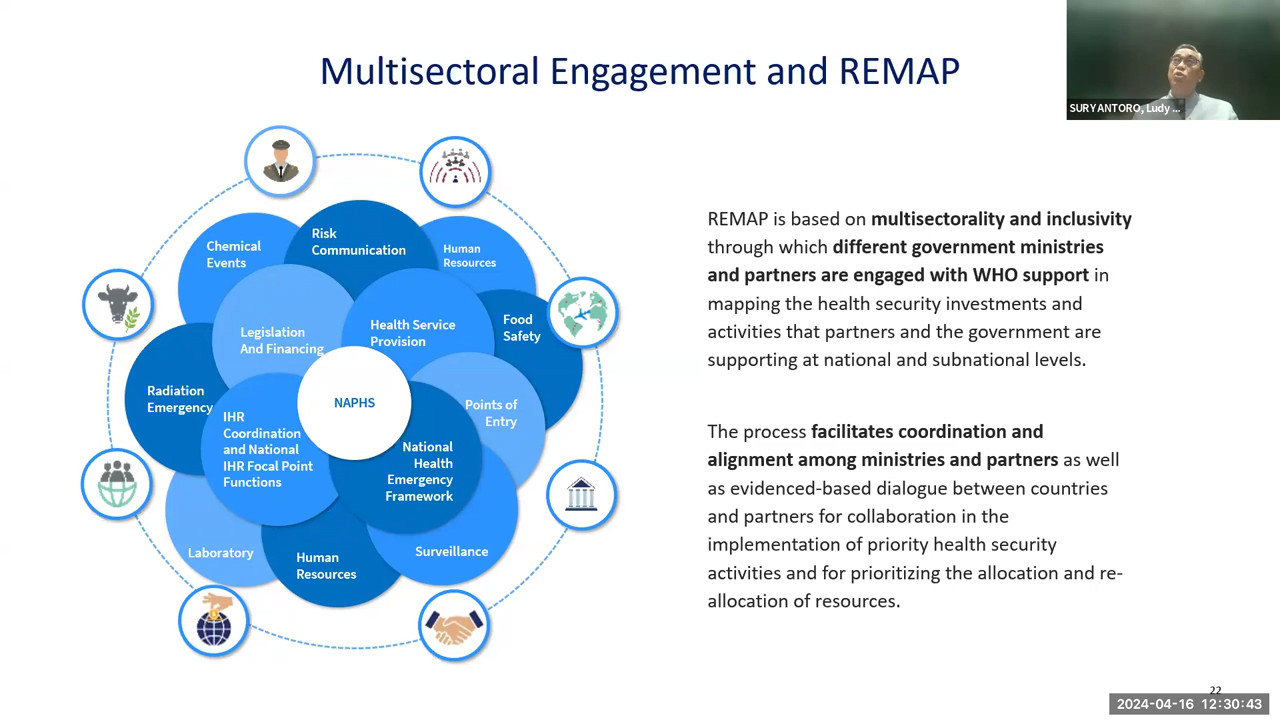 Multisectoral Engagement and REMAP
SURYANTORO, Ludy ...
Chemical
Events
Risk
Communication
Human
Resources
Legislation
And Financing
Health Service
Provision
Food
Safety
Radiation
Emergency
NAPHS
Points of
Entry
IHR
Coordination
and National
IHR Focal Point
Functions
National
Health
Emergency
Framework
Laboratory
Human
Resources
Surveillance
REMAP is based on multisectorality and inclusivity
through which different government ministries
and partners are engaged with WHO support in
mapping the health security investments and
activities that partners and the government are
supporting at national and subnational levels.
The process facilitates coordination and
alignment among ministries and partners as well
as evidenced-based dialogue between countries
and partners for collaboration in the
implementation of priority health security
activities and for prioritizing the allocation and re-
allocation of resources.
22
2024-04-16 12:30:43